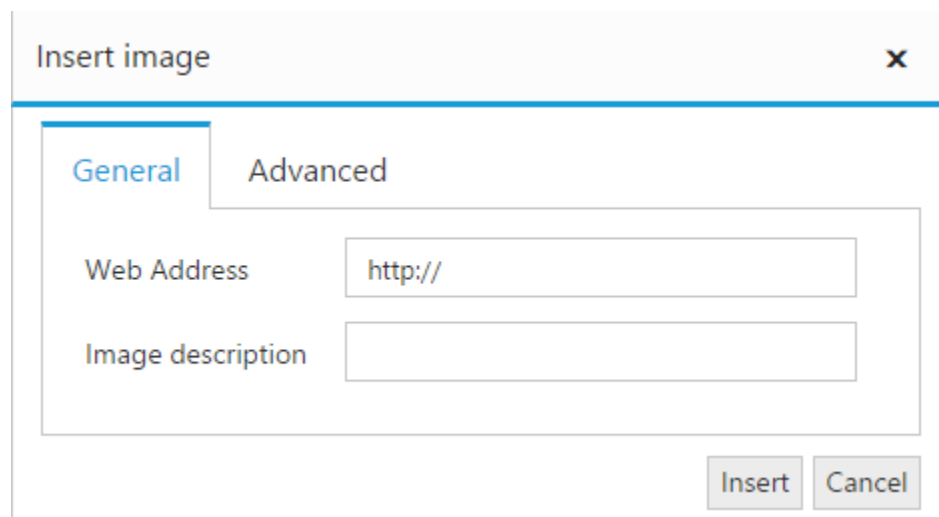 Insert image x
General Advanced
Web Address http://
Image description
Insert Cancel